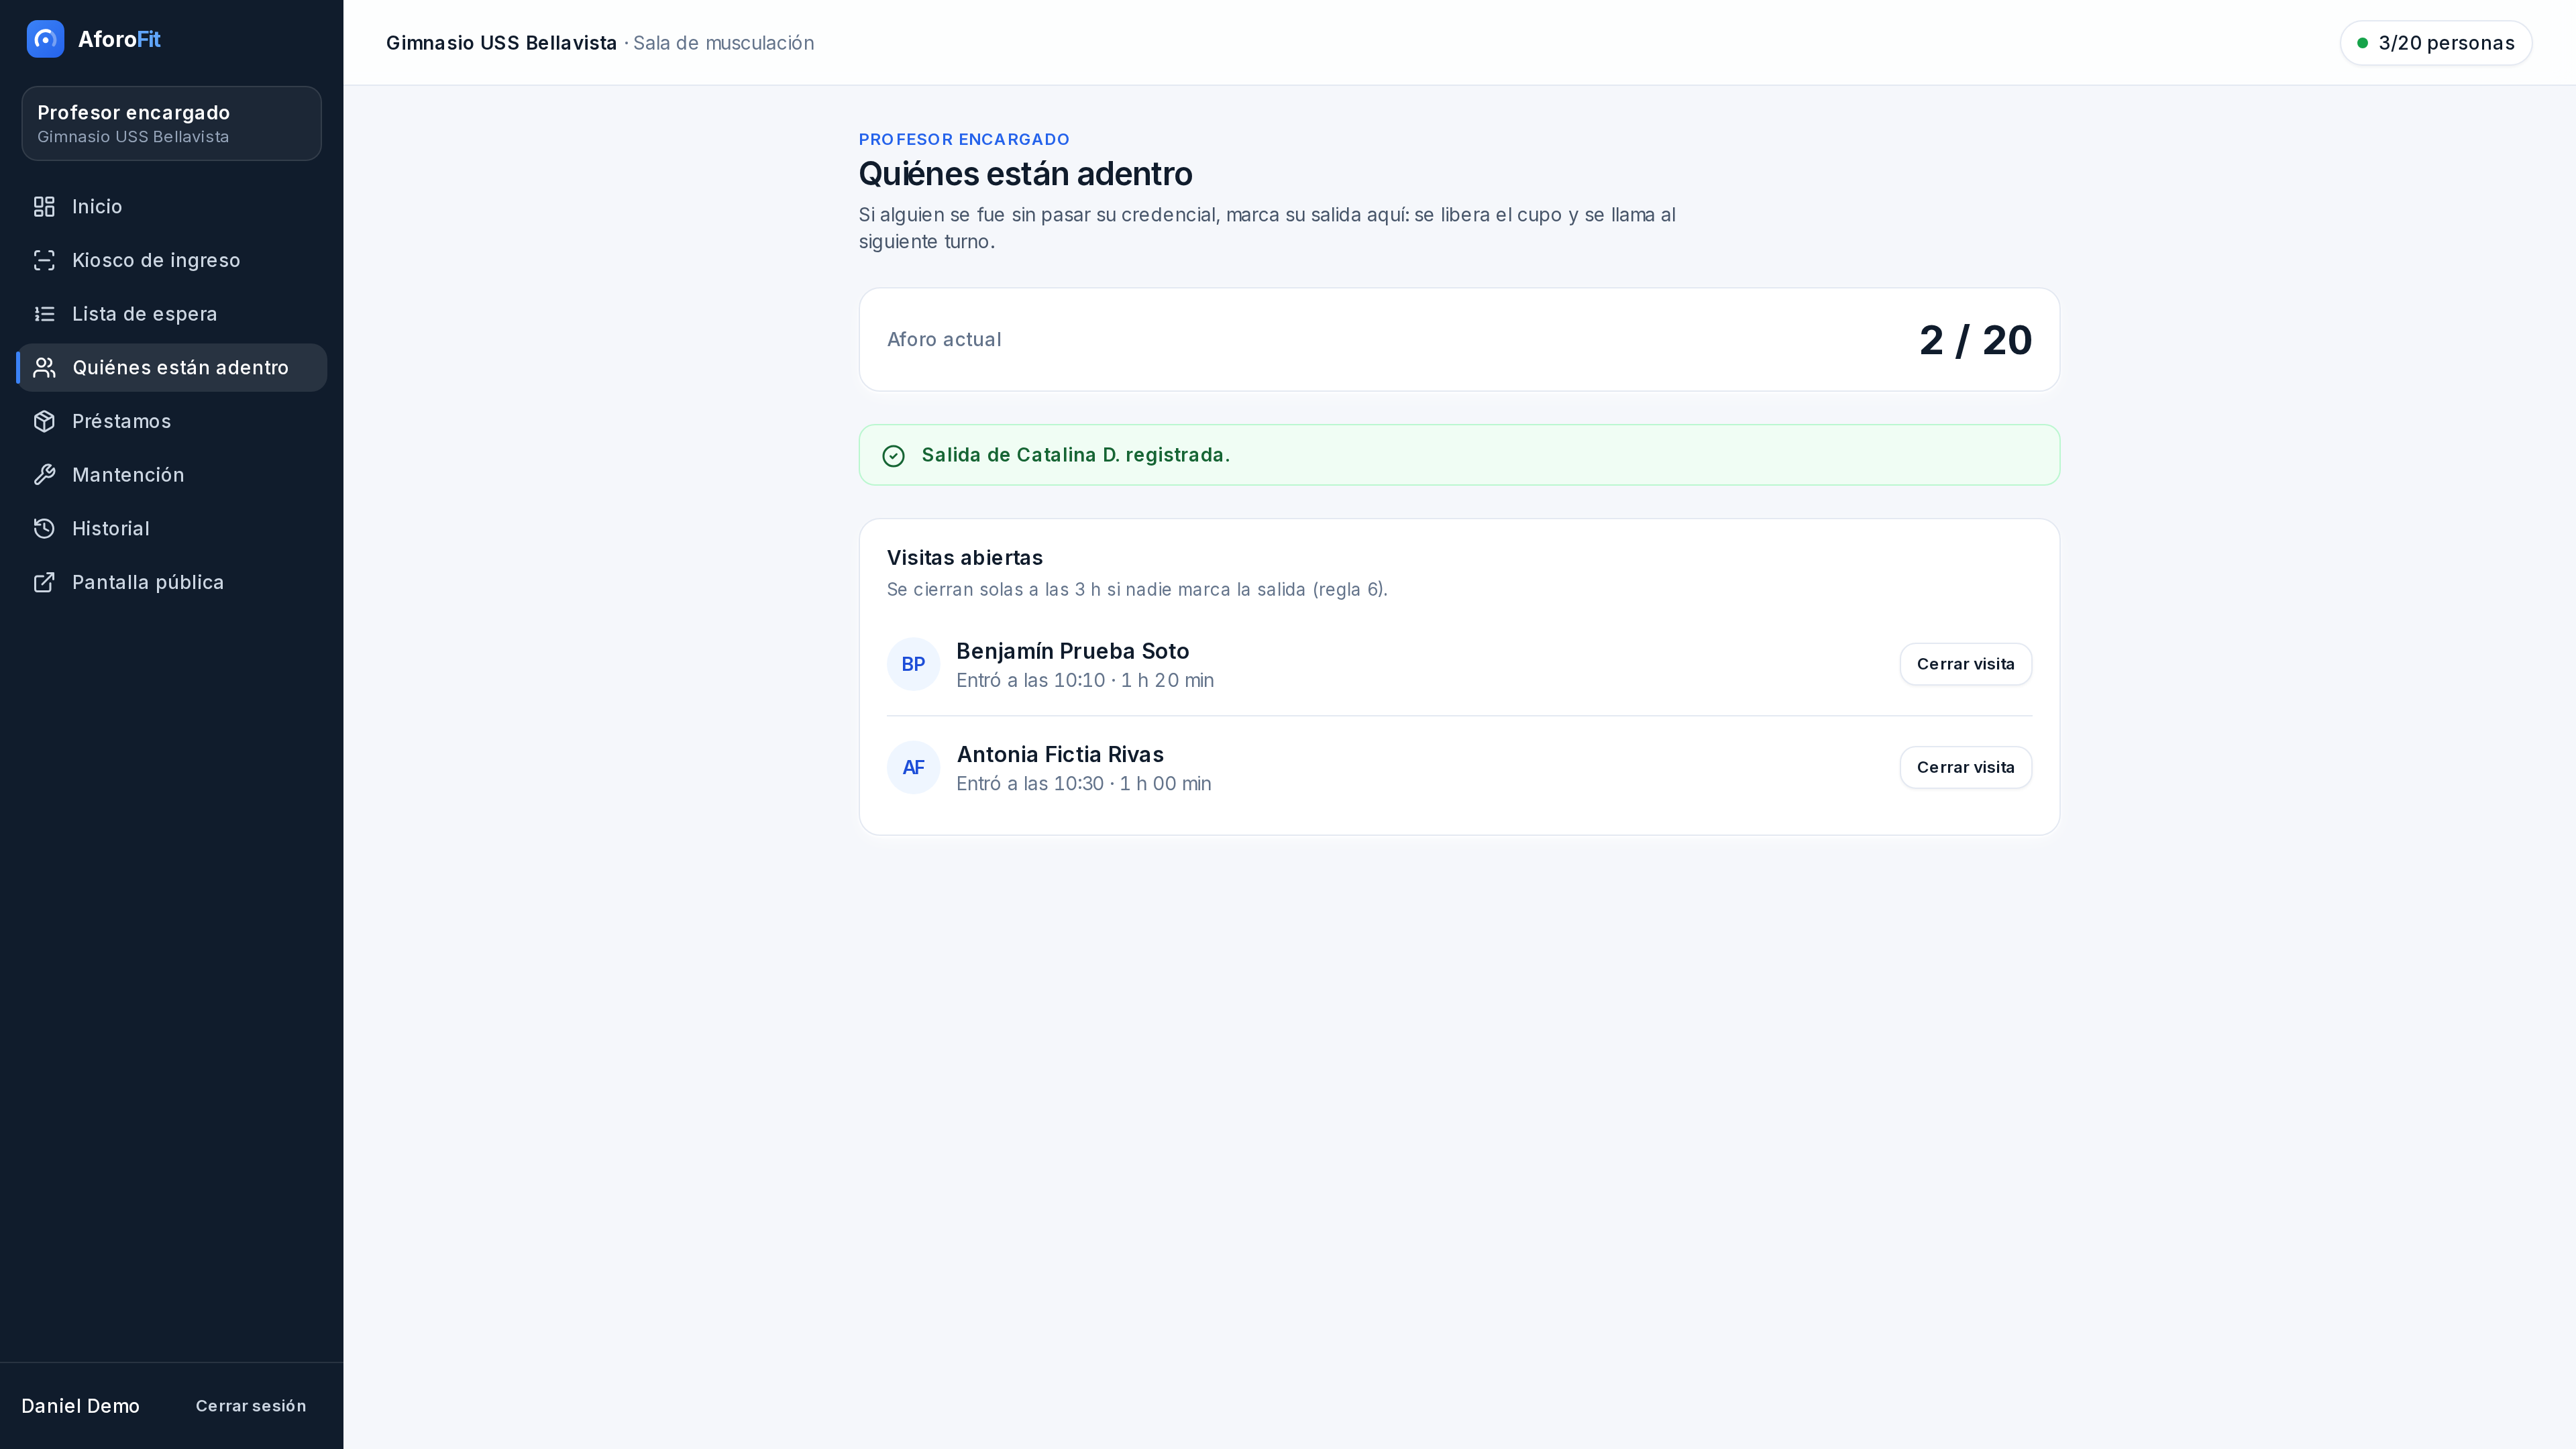 AforoFit
Profesor encargado
Gimnasio USS Bellavista
Inicio
Kiosco de ingreso
Lista de espera
Quiénes están adentro
Préstamos
Mantención
Historial
Pantalla pública
Daniel Demo
Cerrar sesión
Gimnasio USS Bellavista · Sala de musculación
3/20 personas
PROFESOR ENCARGADO
Quiénes están adentro
Si alguien se fue sin pasar su credencial, marca su salida aquí: se libera el cupo y se llama al
siguiente turno.
Aforo actual
2 / 20
Salida de Catalina D. registrada.
Visitas abiertas
Se cierran solas a las 3 h si nadie marca la salida (regla 6).
BP
Benjamín Prueba Soto
Entró a las 10:10 · 1 h 20 min
Cerrar visita
AF
Antonia Fictia Rivas
Entró a las 10:30 · 1 h 00 min
Cerrar visita